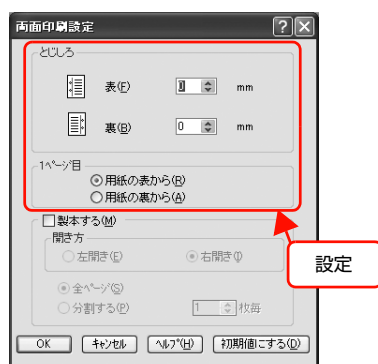 両面印刷設定
とじしろ
表(F) 0 mm
裏(B) 0 mm
1ページ目
用紙の表から(R)
用紙の裏から(A)
製本する(M)
開き方
左開き(E) 右開き(I)
設定
全ページ(S)
分割する(P) 1 枚毎
OK キャンセル ヘルプ(H) 初期値にする(D)